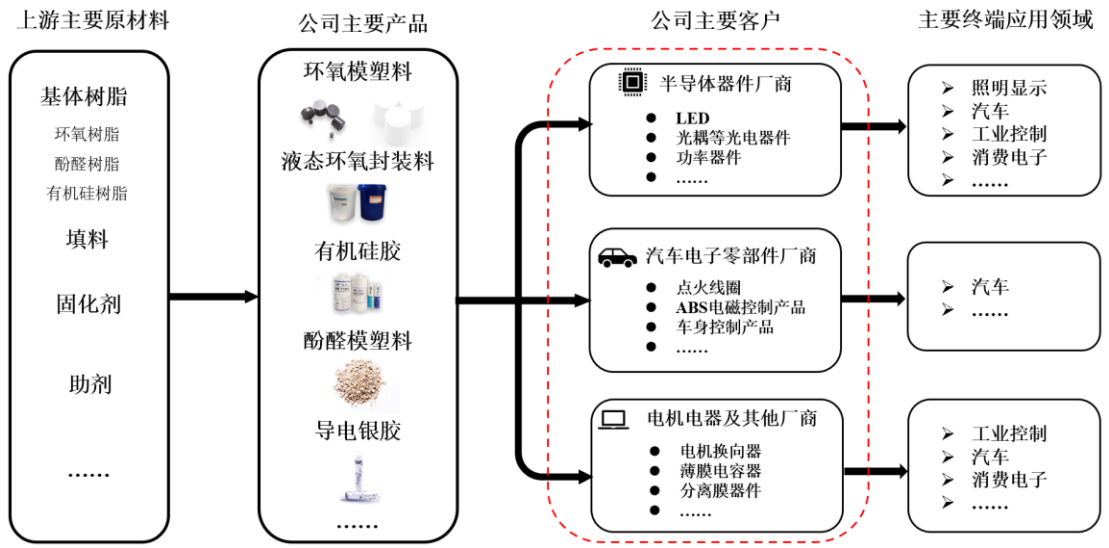 上游主要原材料
基体树脂
环氧树脂
酚醛树脂
有机硅树脂
填料
固化剂
助剂
……
公司主要产品
环氧模塑料
液态环氧封装料
有机硅胶
酚醛模塑料
导电银胶
……
公司主要客户
半导体器件厂商
● LED
● 光耦等光电器件
● 功率器件
● ……
汽车电子零部件厂商
● 点火线圈
● ABS电磁控制产品
● 车身控制产品
● ……
电机电器及其他厂商
● 电机换向器
● 薄膜电容器
● 分离膜器件
● ……
主要终端应用领域
➢ 照明显示
➢ 汽车
➢ 工业控制
➢ 消费电子
➢ ……
➢ 汽车
➢ ……
➢ 工业控制
➢ 汽车
➢ 消费电子
➢ ……